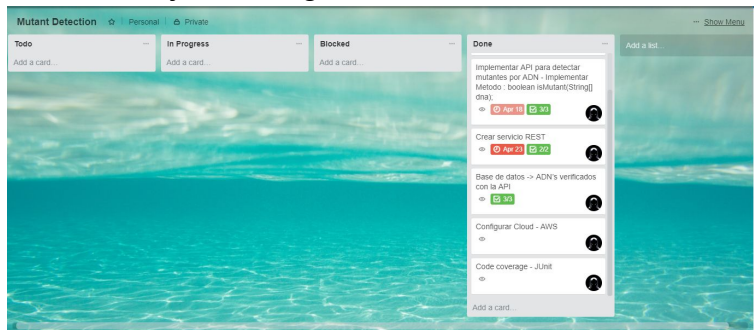 Mutant Detection ☆ Personal Private ... Show Menu
Todo ...
Add a card...
In Progress ...
Add a card...
Blocked ...
Add a card...
Done ...
Implementar API para detectar
mutantes por ADN - Implementar
Metodo : boolean isMutant(String[]
dna);
Apr 18 3/3
Crear servicio REST
Apr 23 2/2
Base de datos -> ADN's verificados
con la API
3/3
Configurar Cloud - AWS
Code coverage - JUnit
Add a card...
Add a list...